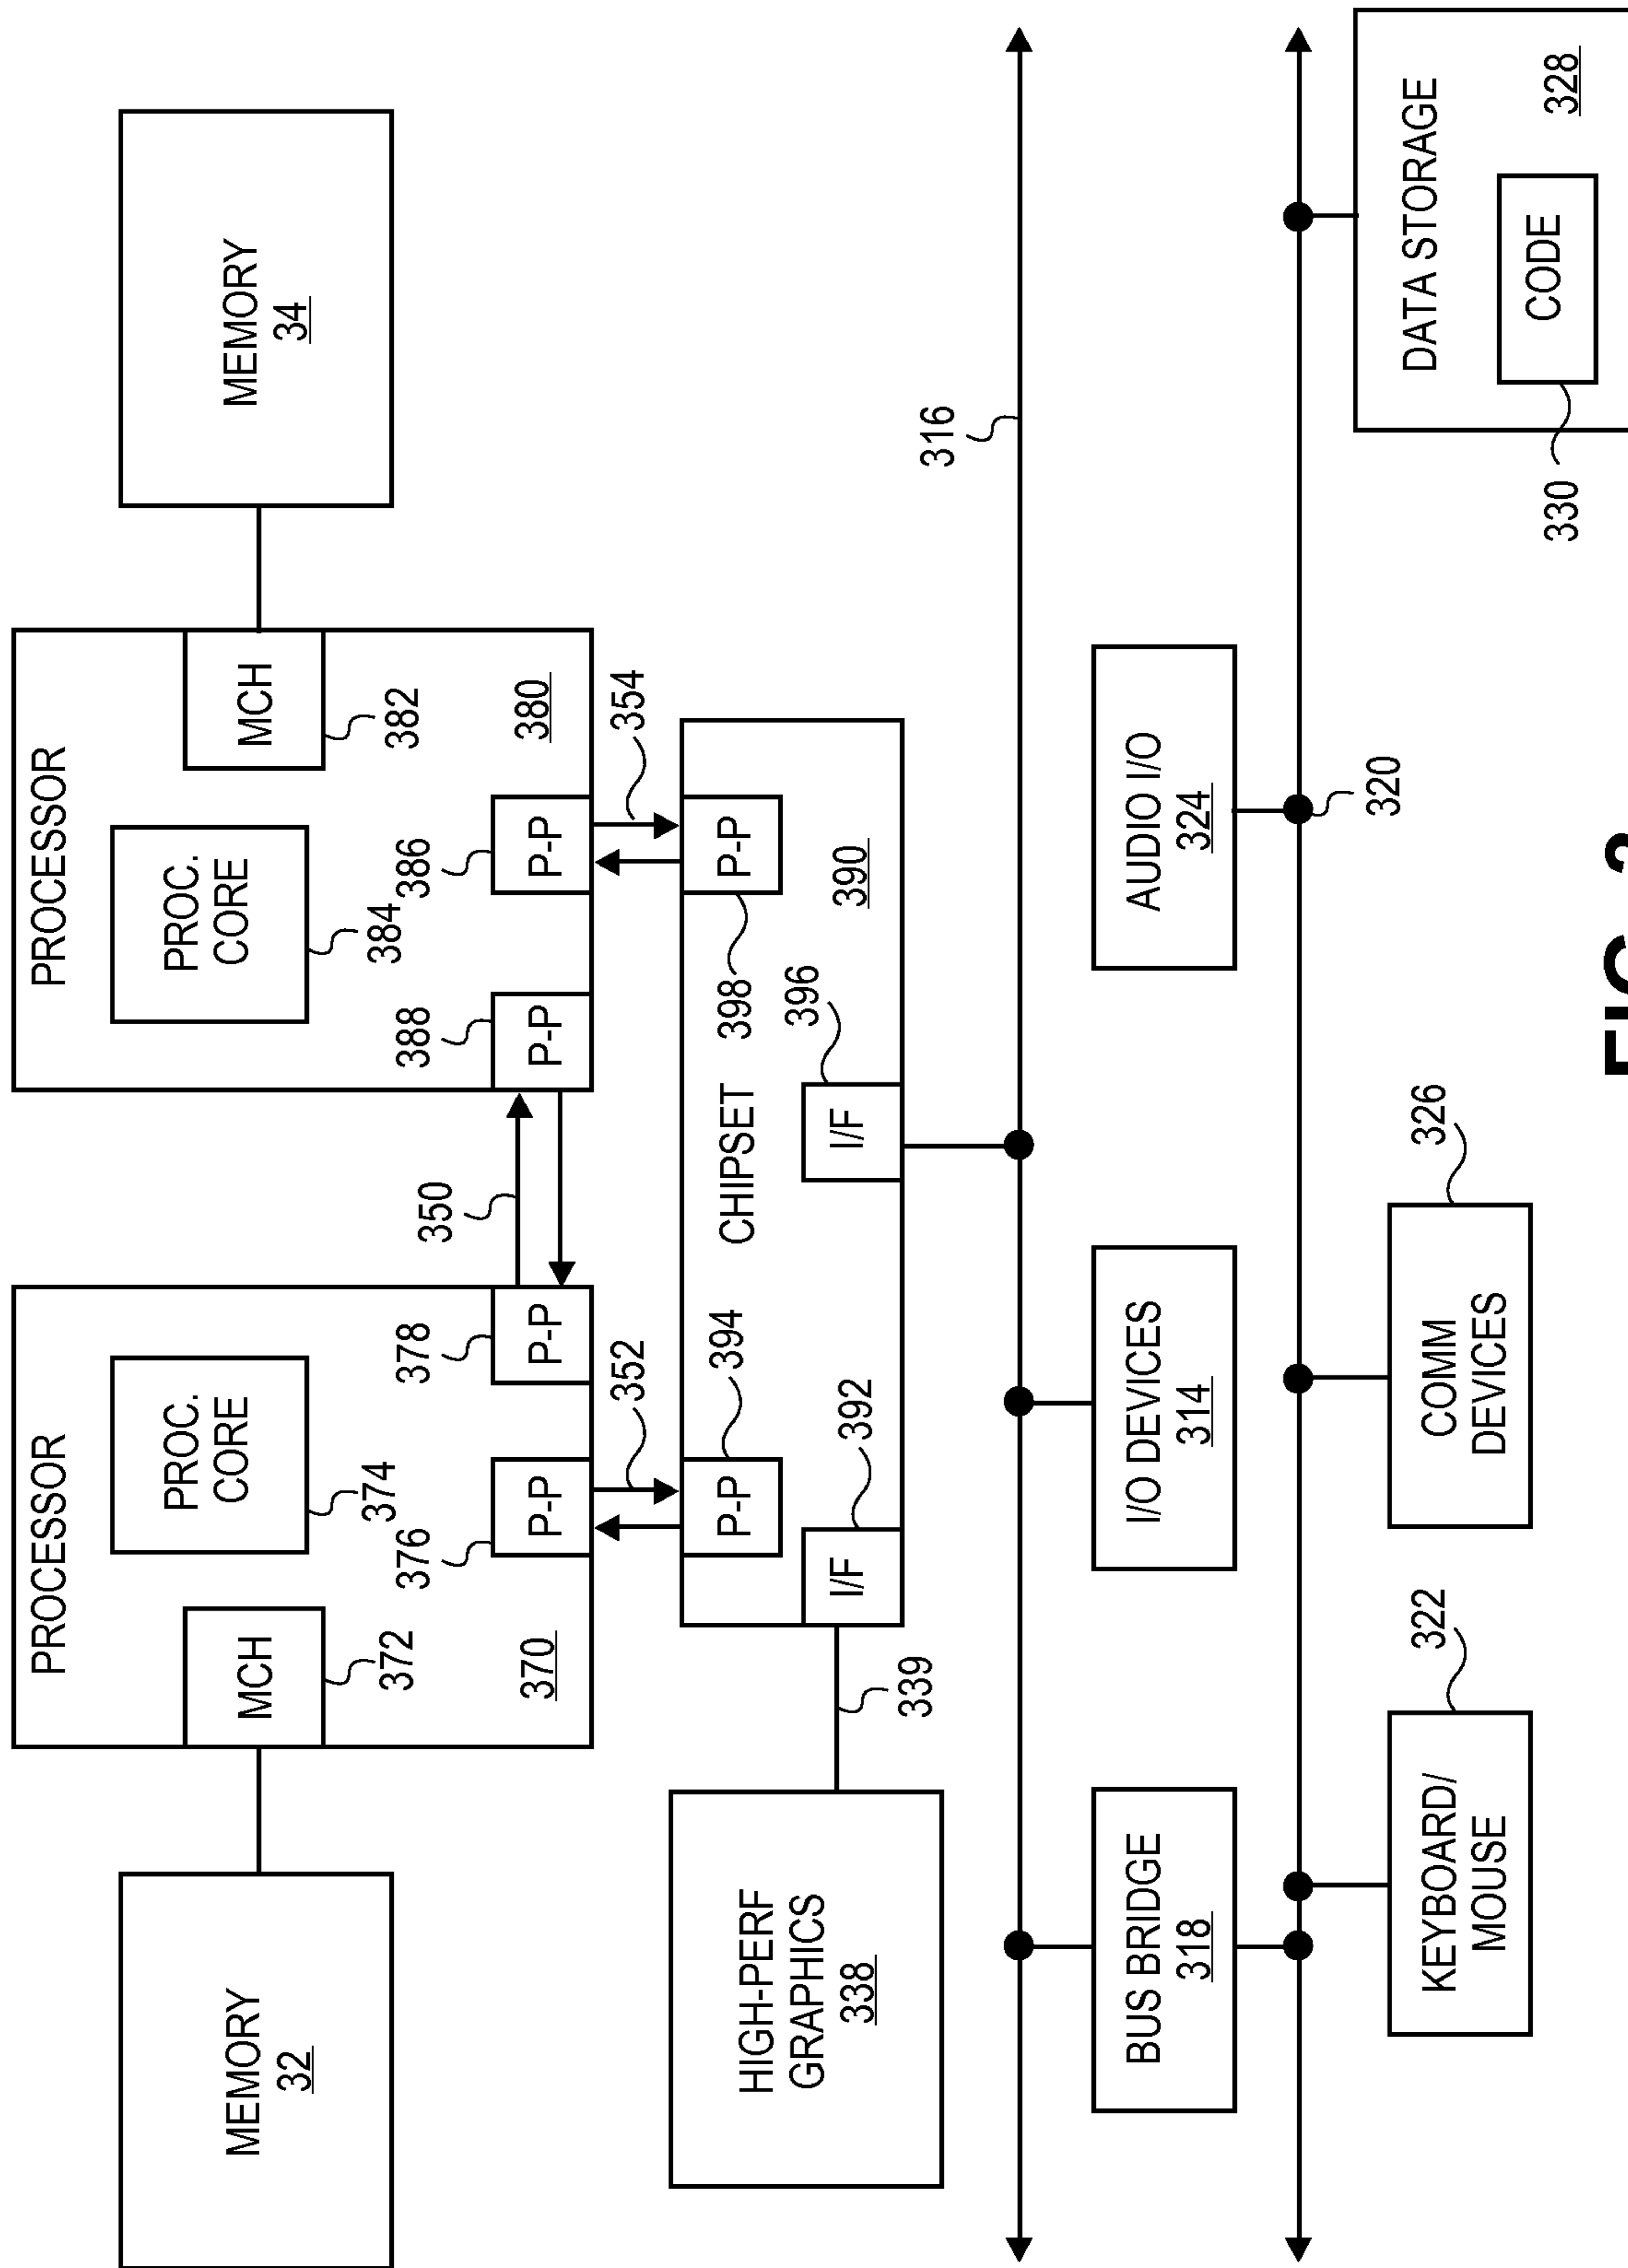 PROCESSOR
PROCESSOR
MEMORY
32
MCH
372
PROC.
CORE
374
370
376
P-P
378
P-P
350
388
P-P
PROC.
CORE
384
386
P-P
MCH
382
380
MEMORY
34
352
354
HIGH-PERF
GRAPHICS
338
339
I/F
392
P-P
394
CHIPSET
I/F
396
P-P
398
390
316
BUS BRIDGE
318
I/O DEVICES
314
AUDIO I/O
324
320
KEYBOARD/
MOUSE
322
COMM
DEVICES
326
DATA STORAGE
328
CODE
330